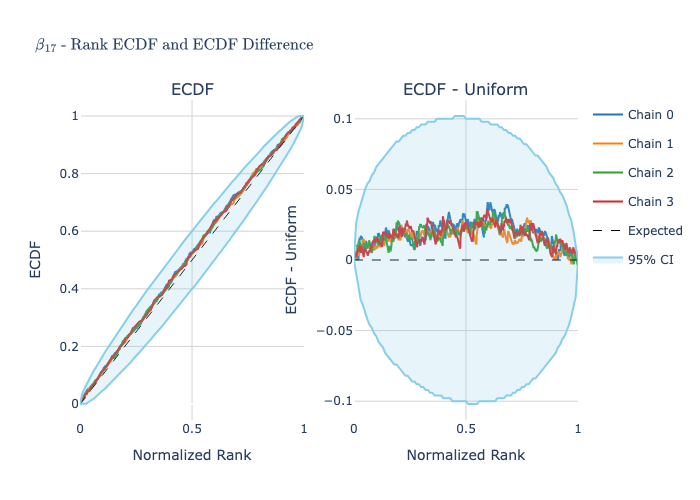 β₁₇ - Rank ECDF and ECDF Difference
ECDF
ECDF - Uniform
ECDF
1
0.8
0.6
0.4
0.2
0
0
0.5
1
Normalized Rank
ECDF - Uniform
0.1
0.05
0
−0.05
−0.1
0
0.5
1
Normalized Rank
Chain 0
Chain 1
Chain 2
Chain 3
Expected
95% CI